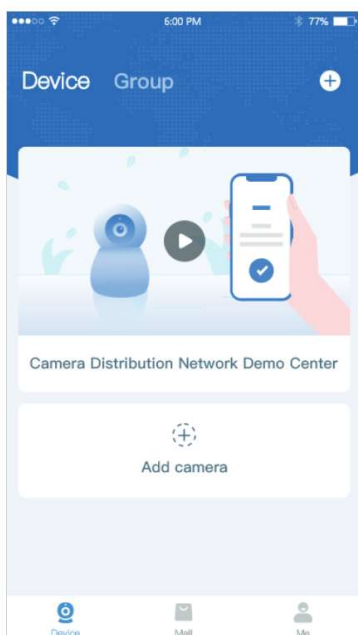 6:00 PM 77%
Device Group
Camera Distribution Network Demo Center
Add camera
Device Mall Me